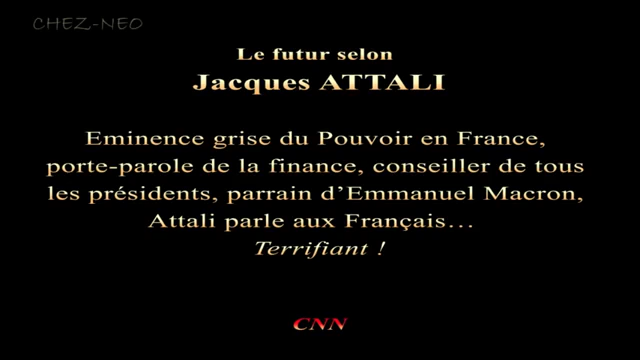 CHEZ-NEO
Le futur selon
Jacques ATTALI
Eminence grise du Pouvoir en France,
porte-parole de la finance, conseiller de tous
les présidents, parrain d’Emmanuel Macron,
Attali parle aux Français…
Terrifiant !
CNN